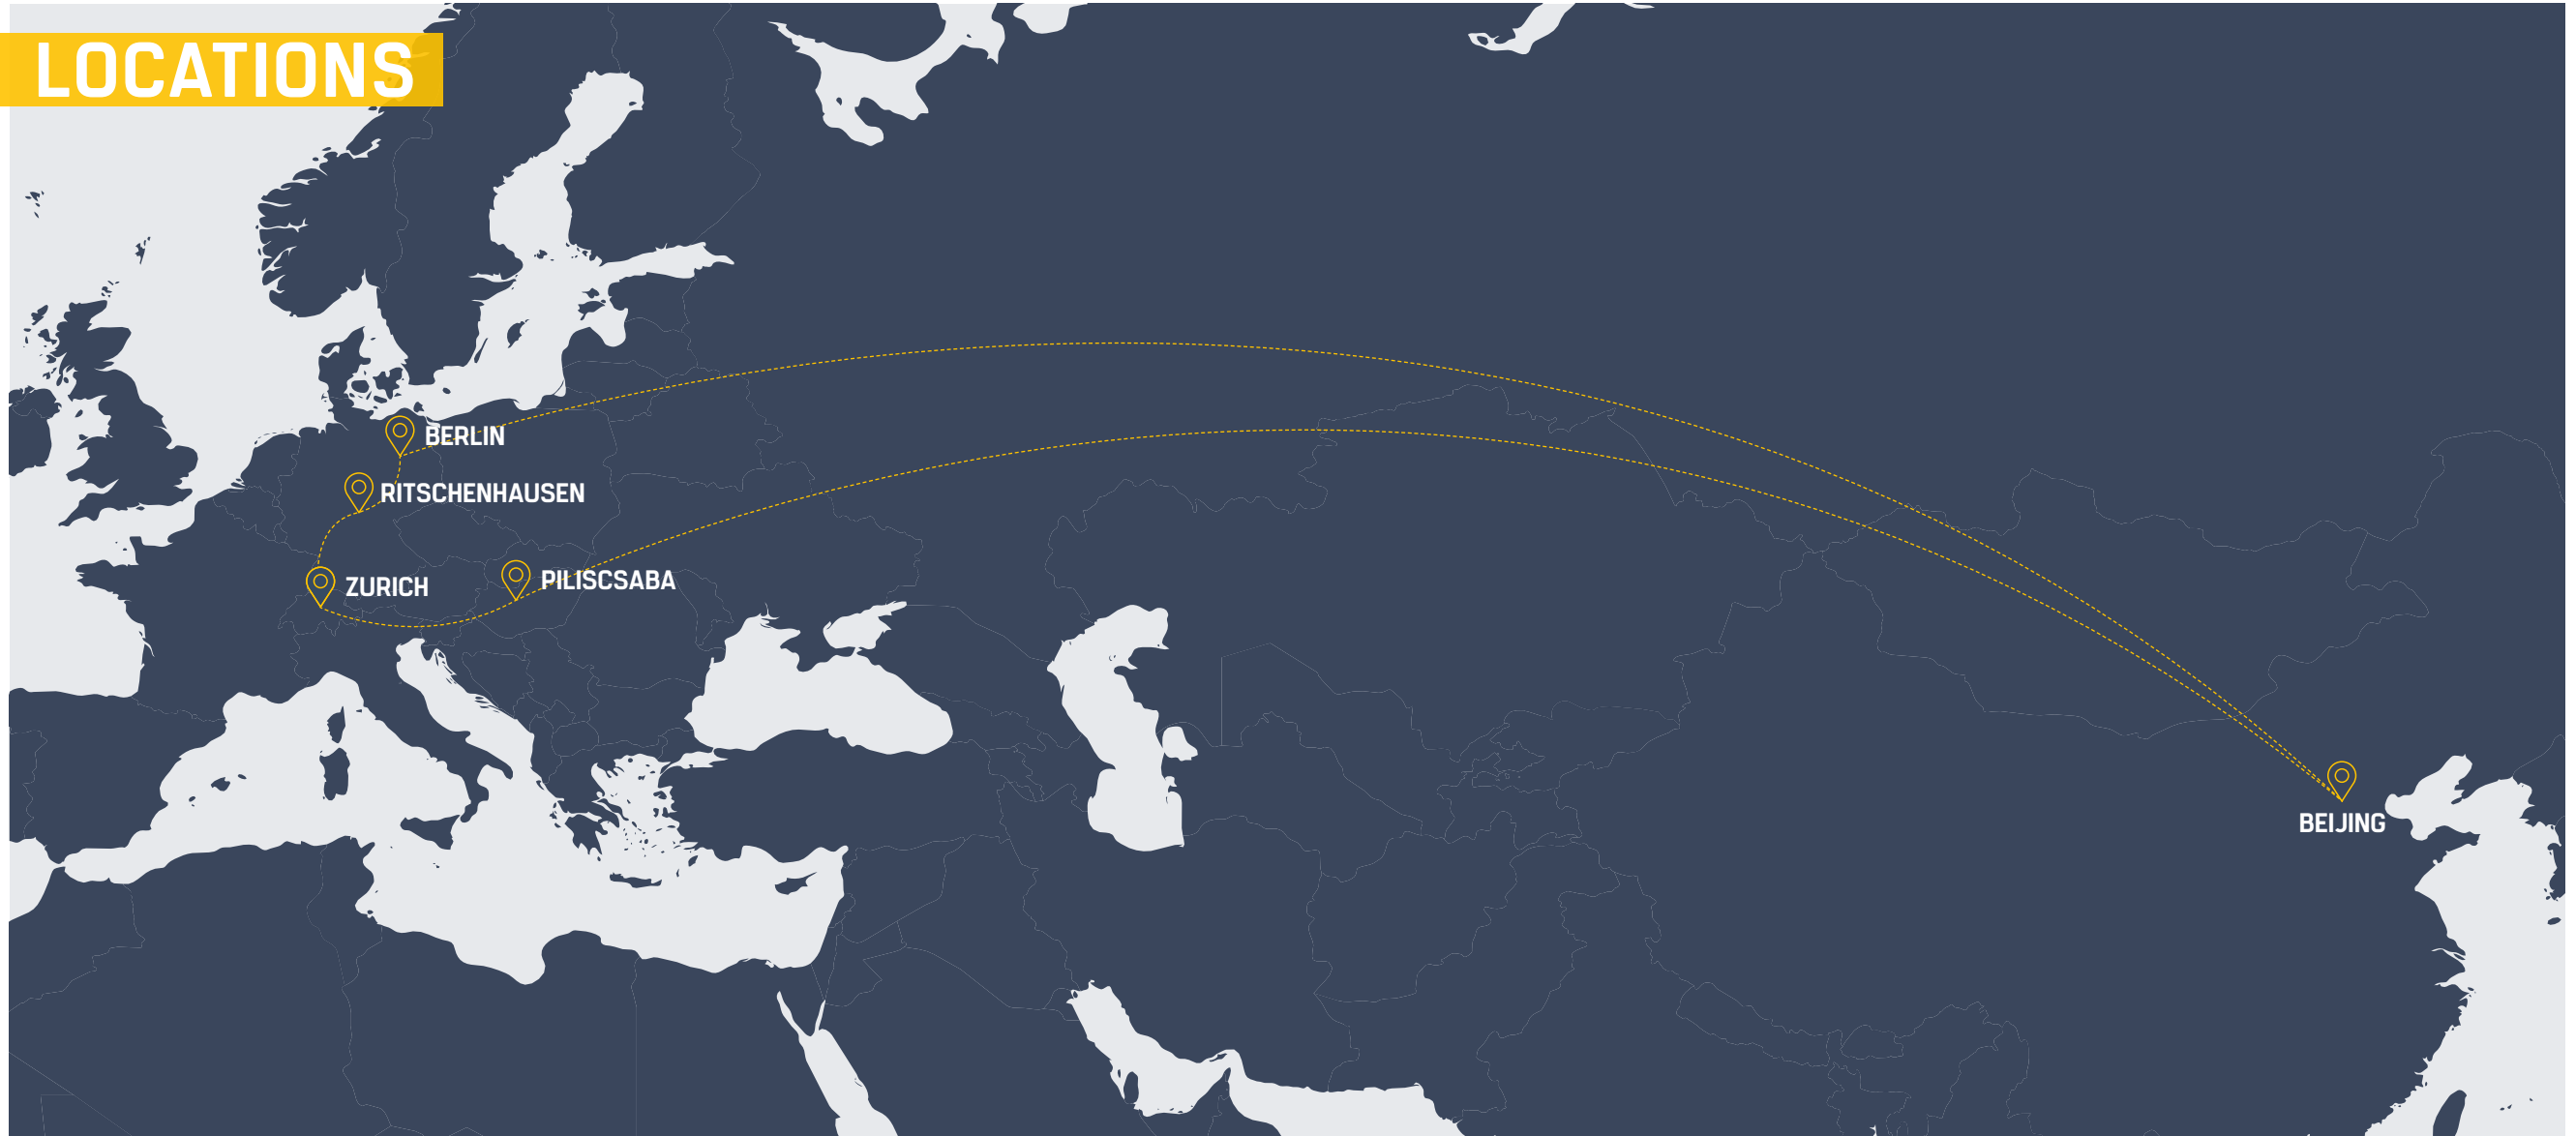 LOCATIONS
BERLIN
RITSCHENHAUSEN
ZURICH
PILISCSABA
BEIJING